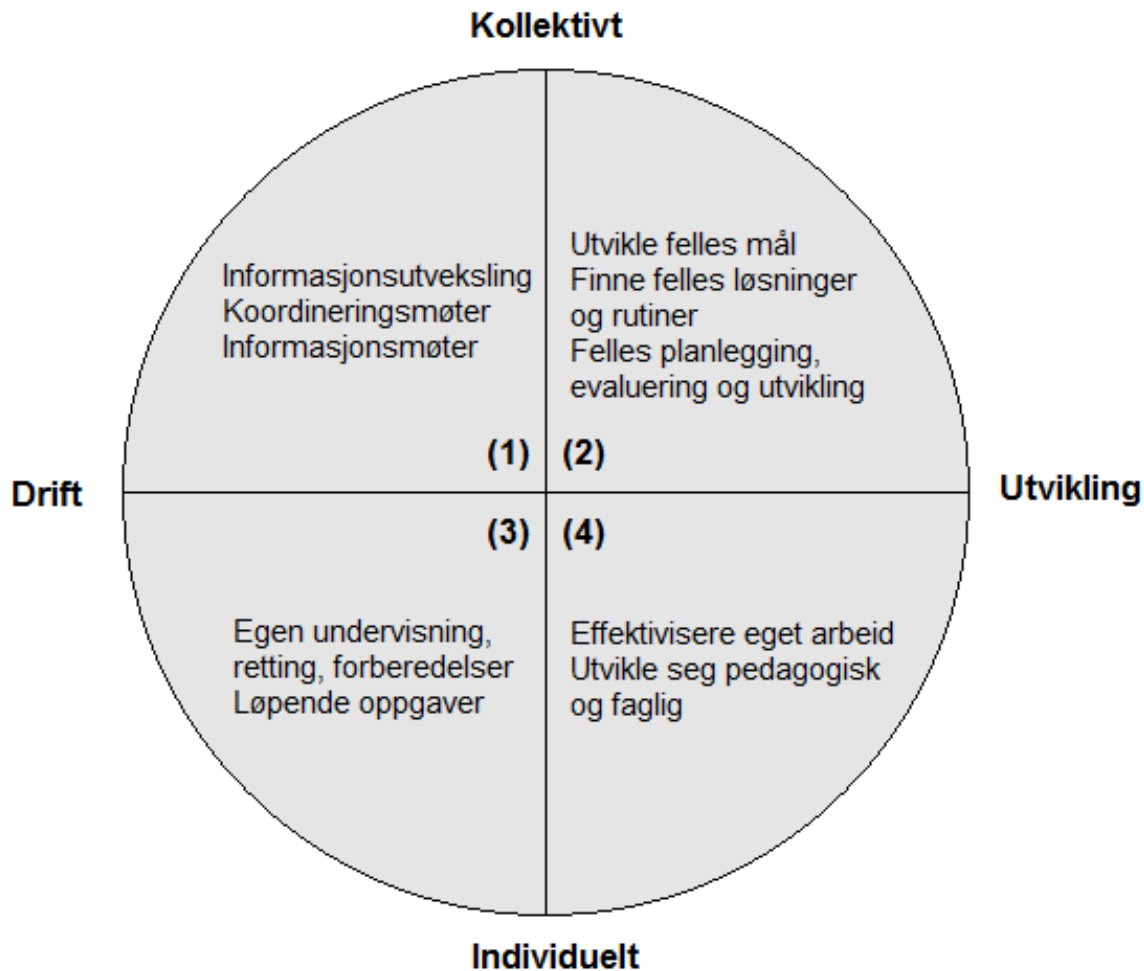 Kollektivt
Informasjonsutveksling
Koordineringsmøter
Informasjonsmøter
(1)
Utvikle felles mål
Finne felles løsninger
og rutiner
Felles planlegging,
evaluering og utvikling
(2)
Drift
Utvikling
(3)
Egen undervisning,
retting, forberedelser
Løpende oppgaver
(4)
Effektivisere eget arbeid
Utvikle seg pedagogisk
og faglig
Individuelt